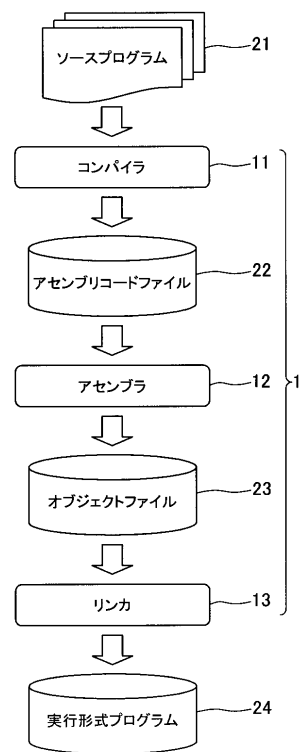 ソースプログラム
21
コンパイラ
11
アセンブリコードファイル
22
アセンブラ
12
1
オブジェクトファイル
23
リンカ
13
実行形式プログラム
24